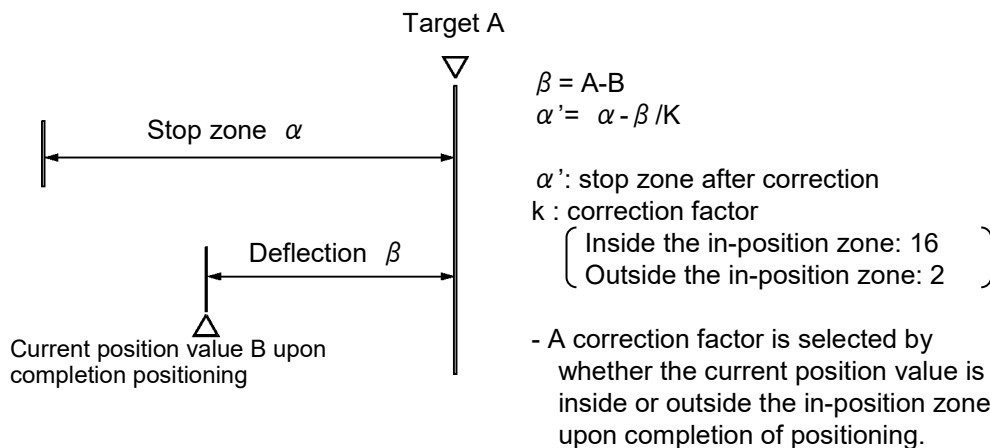 Target A
Stop zone α
Deflection β
Current position value B upon
completion positioning
β = A-B
α’= α - β /K
α’: stop zone after correction
k : correction factor
Inside the in-position zone: 16
Outside the in-position zone: 2
- A correction factor is selected by
whether the current position value is
inside or outside the in-position zone
upon completion of positioning.